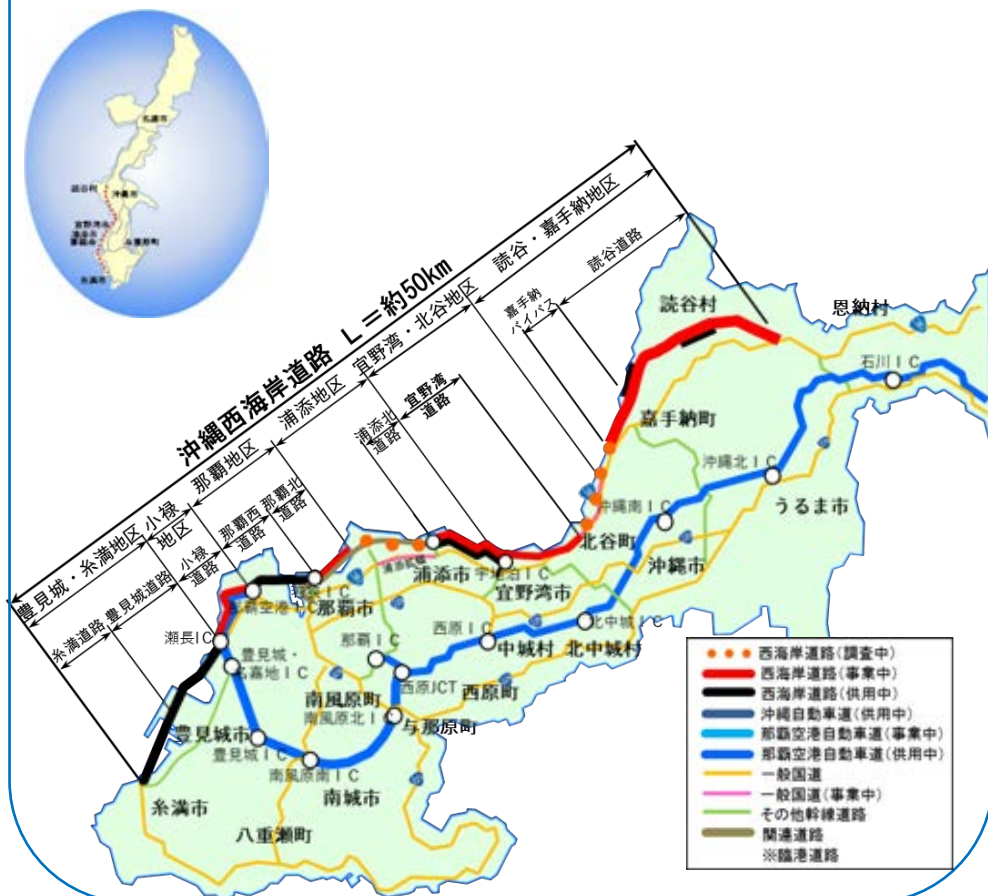 名護市
読谷村
沖縄市
宜野湾市
与那原町
糸満市
沖縄西海岸道路 L=約50km
豊見城・糸満地区
小禄地区
那覇地区
浦添地区
宜野湾・北谷地区
読谷・嘉手納地区
糸満道路
豊見城道路
小禄道路
那覇西道路
那覇北道路
浦添北道路
宜野湾道路
嘉手納バイパス
読谷道路
読谷村
恩納村
石川IC
嘉手納町
沖縄北IC
うるま市
沖縄南IC
北谷町
沖縄市
浦添市
宇地泊IC
宜野湾市
那覇空港IC
那覇市
北中城IC
西原IC
那覇IC
中城村
北中城村
瀬長IC
豊見城・名嘉地IC
西原JCT
西原町
南風原町
南風原北IC
与那原町
豊見城市
豊見城IC
南風原南IC
南城市
糸満市
八重瀬町
西海岸道路(調査中)
西海岸道路(事業中)
西海岸道路(供用中)
沖縄自動車道(供用中)
那覇空港自動車道(事業中)
那覇空港自動車道(供用中)
一般国道
一般国道(事業中)
その他幹線道路
関連道路
※臨港道路